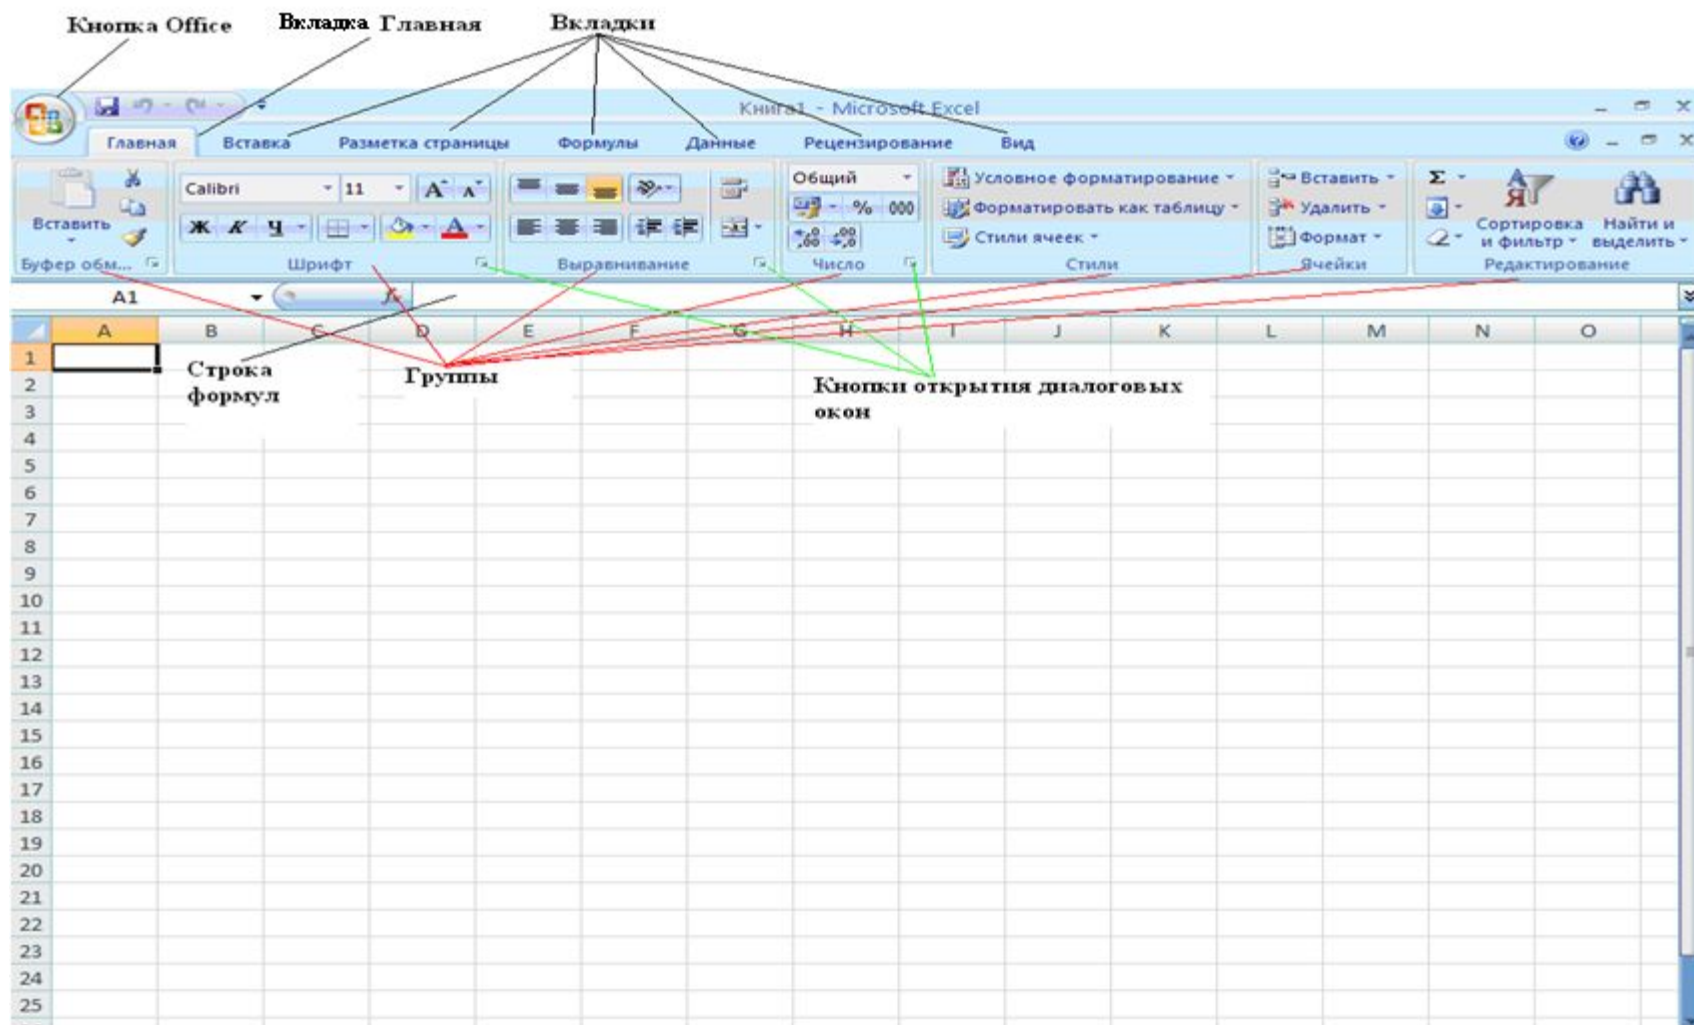 Кнопка Office Вкладка Главная Вкладки
Книга1 - Microsoft Excel
Главная Вставка Разметка страницы Формулы Данные Рецензирование Вид
Calibri 11 А А Общий Условное форматирование Вставить Σ
Вставить % 000 Форматировать как таблицу Удалить Сортировка и фильтр Найти и выделить
Ж К Ч А ,00 ,0 Стили ячеек Формат
Буфер обм... Шрифт Выравнивание Число Стили Ячейки Редактирование
A1 fx
A B C D E F G H I J K L M N O
1
Строка формул
Группы
Кнопки открытия диалоговых
окон
2
3
4
5
6
7
8
9
10
11
12
13
14
15
16
17
18
19
20
21
22
23
24
25